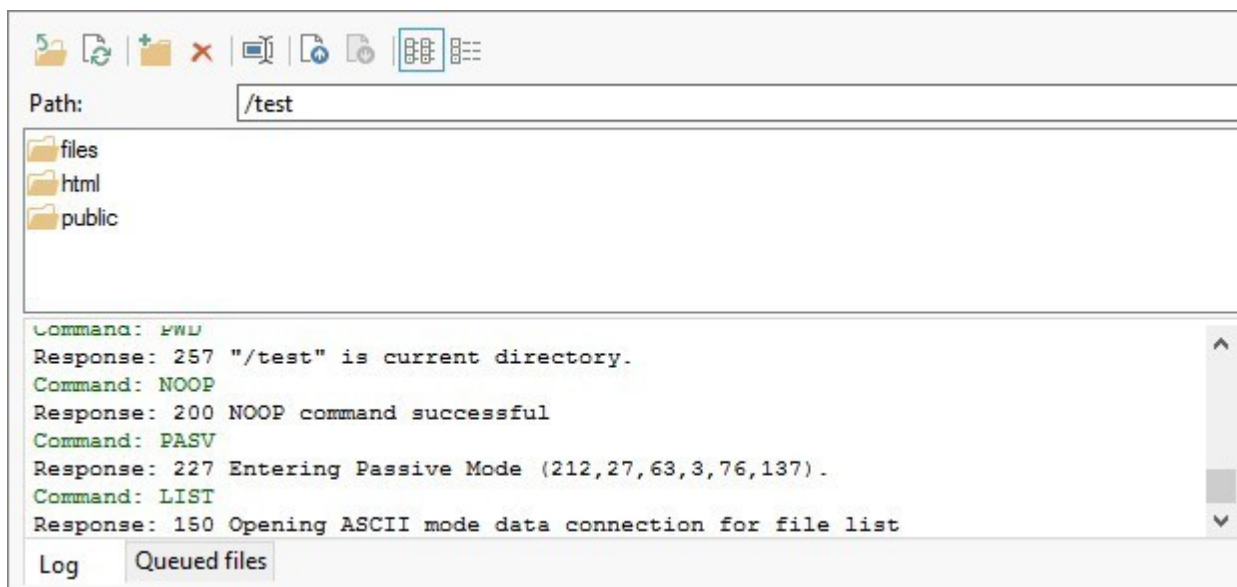 Path: /test
files
html
public
Command: PWD
Response: 257 "/test" is current directory.
Command: NOOP
Response: 200 NOOP command successful
Command: PASV
Response: 227 Entering Passive Mode (212,27,63,3,76,137).
Command: LIST
Response: 150 Opening ASCII mode data connection for file list
Log Queued files